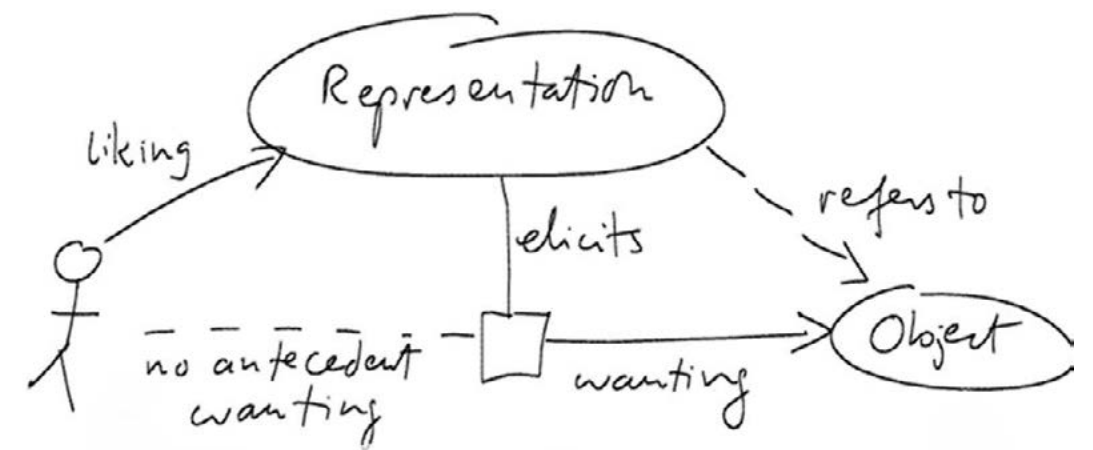 Representation
liking
refers to
elicits
Object
no antecedent
wanting
wanting